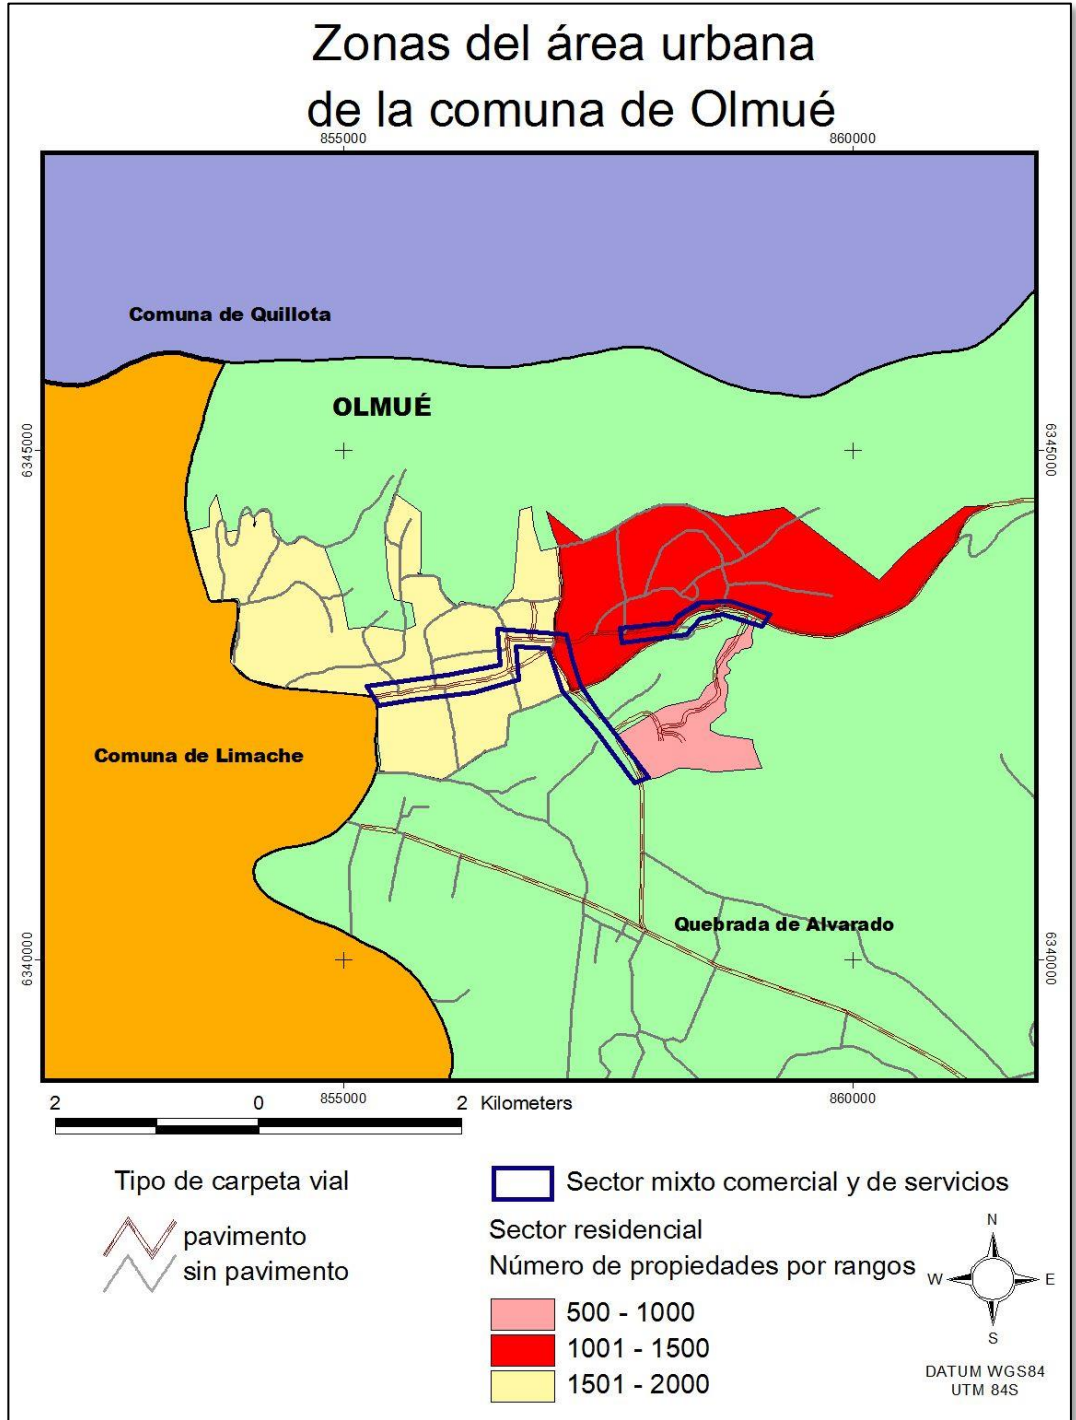 Zonas del área urbana
de la comuna de Olmué
855000
860000
Comuna de Quillota
OLMUÉ
6345000
6345000
Comuna de Limache
Quebrada de Alvarado
6340000
6340000
855000
860000
2 0 2 Kilometers
Tipo de carpeta vial
pavimento
sin pavimento
Sector mixto comercial y de servicios
Sector residencial
Número de propiedades por rangos
500 - 1000
1001 - 1500
1501 - 2000
N
W
E
S
DATUM WGS84
UTM 84S